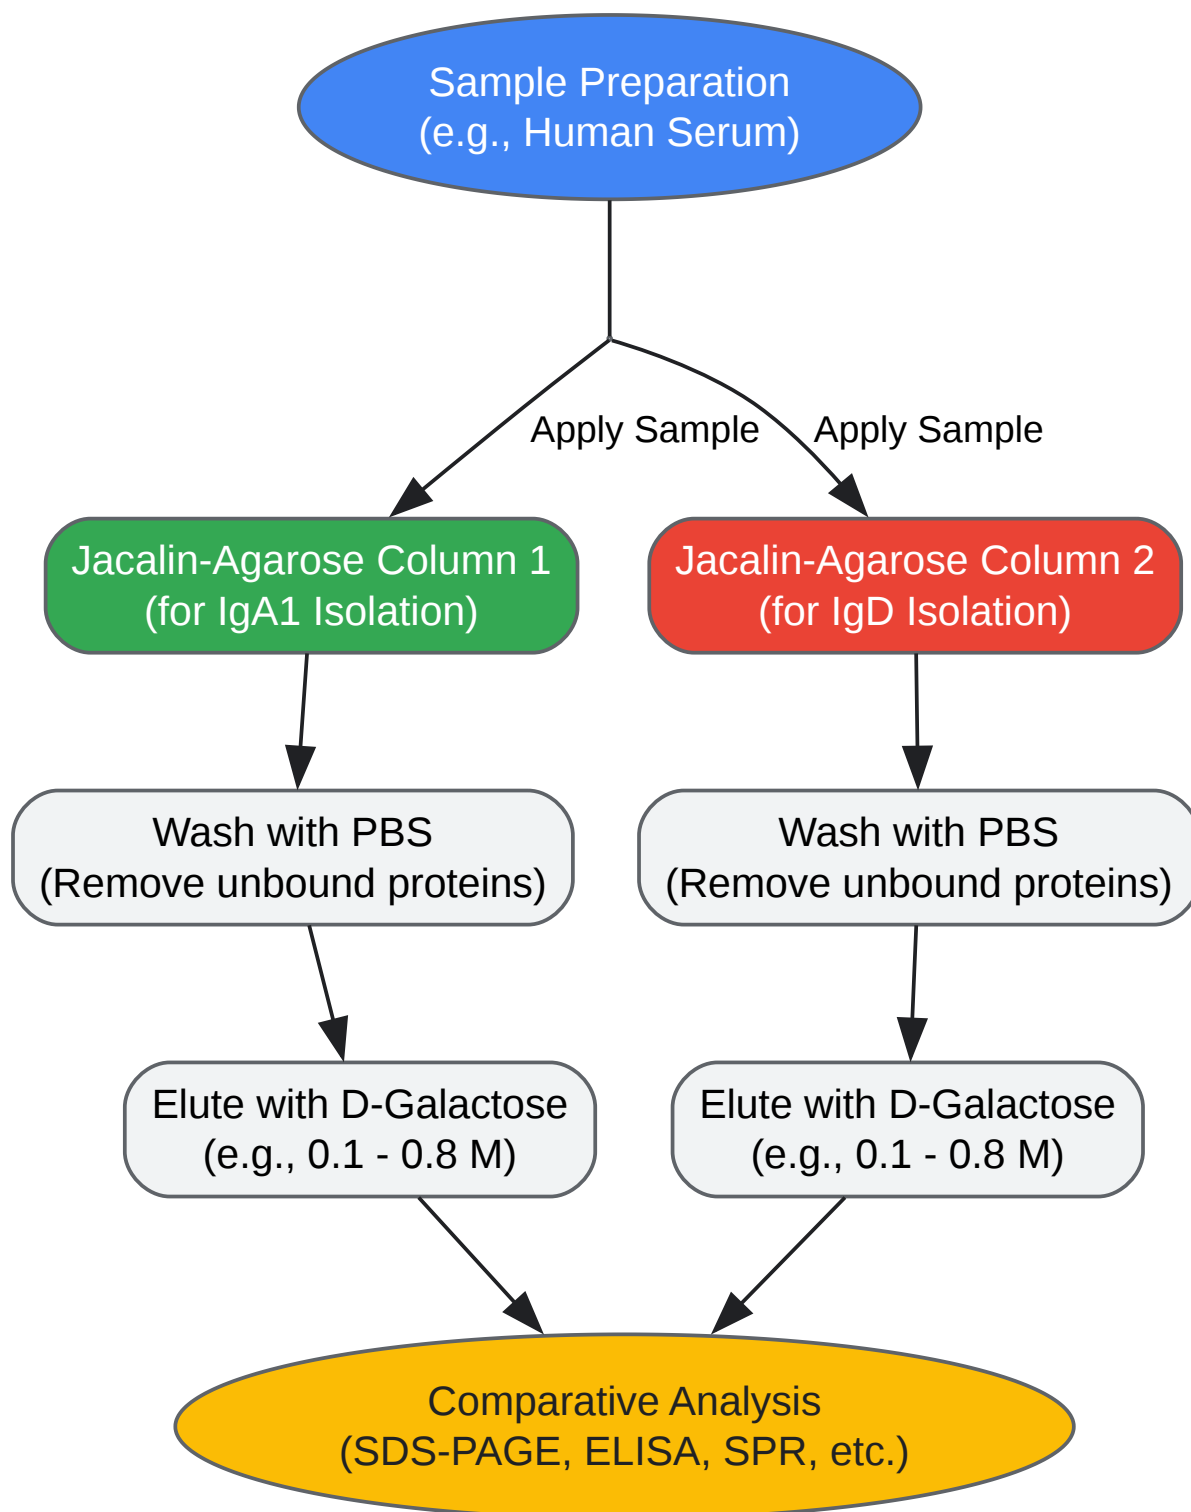 Sample Preparation
(e.g., Human Serum)
Apply Sample
Apply Sample
Jacalin-Agarose Column 1
(for IgA1 Isolation)
Jacalin-Agarose Column 2
(for IgD Isolation)
Wash with PBS
(Remove unbound proteins)
Wash with PBS
(Remove unbound proteins)
Elute with D-Galactose
(e.g., 0.1 - 0.8 M)
Elute with D-Galactose
(e.g., 0.1 - 0.8 M)
Comparative Analysis
(SDS-PAGE, ELISA, SPR, etc.)